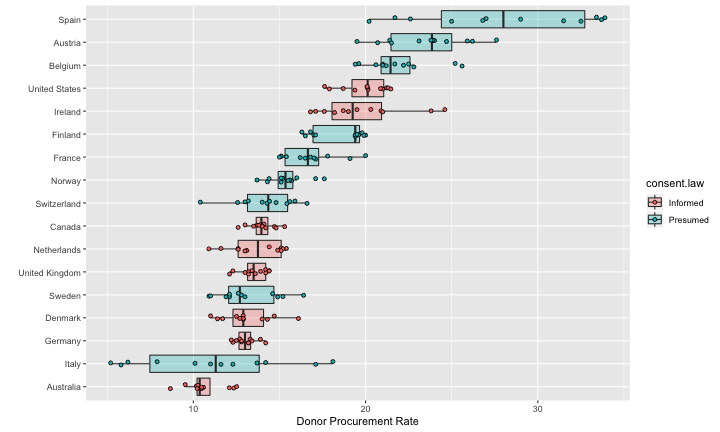 Spain
Austria
Belgium
United States
Ireland
Finland
France
Norway
Switzerland
Canada
Netherlands
United Kingdom
Sweden
Denmark
Germany
Italy
Australia
10 20 30
Donor Procurement Rate
consent.law
Informed
Presumed